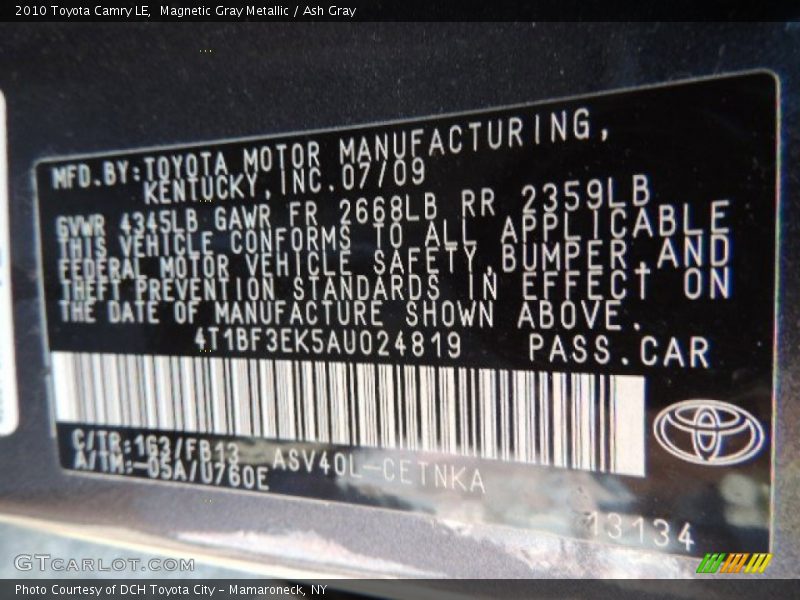 2010 Toyota Camry LE, Magnetic Gray Metallic / Ash Gray
MFD.BY:TOYOTA MOTOR MANUFACTURING,
KENTUCKY,INC.07/09
GVWR 4345LB GAWR FR 2668LB RR 2359LB
THIS VEHICLE CONFORMS TO ALL APPLICABLE
FEDERAL MOTOR VEHICLE SAFETY,BUMPER,AND
THEFT PREVENTION STANDARDS IN EFFECT ON
THE DATE OF MANUFACTURE SHOWN ABOVE.
4T1BF3EK5AU024819 PASS.CAR
C/TR:163/FB13 ASV40L-CETNKA
A/TM:-05A/U760E
13134
GTCARLOT.COM
Photo Courtesy of DCH Toyota City - Mamaroneck, NY